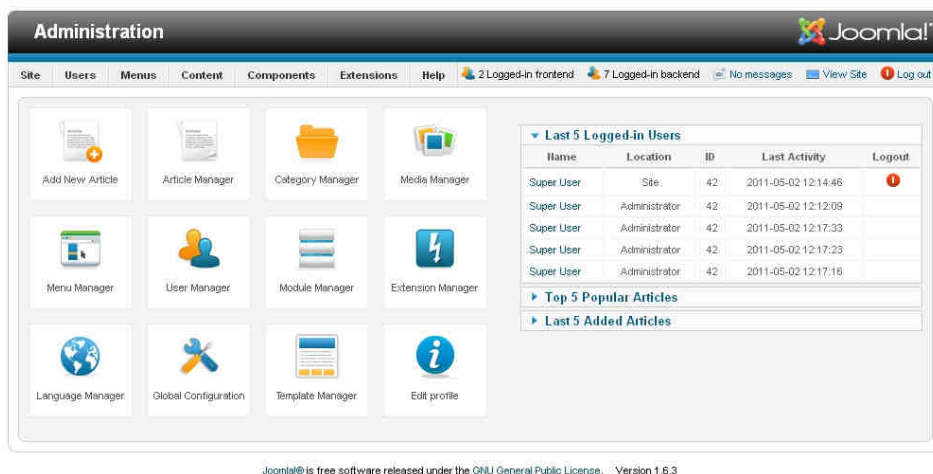 Administration
Joomla!
Site Users Menus Content Components Extensions Help 2 Logged-in frontend 7 Logged-in backend No messages View Site Log out
Add New Article Article Manager Category Manager Media Manager
Menu Manager User Manager Module Manager Extension Manager
Language Manager Global Configuration Template Manager Edit profile
Last 5 Logged-in Users
Name Location ID Last Activity Logout
Super User Site 42 2011-05-02 12:14:46
Super User Administrator 42 2011-05-02 12:12:09
Super User Administrator 42 2011-05-02 12:17:33
Super User Administrator 42 2011-05-02 12:17:23
Super User Administrator 42 2011-05-02 12:17:16
Top 5 Popular Articles
Last 5 Added Articles
Joomla!® is free software released under the GNU General Public License. Version 1.6.3